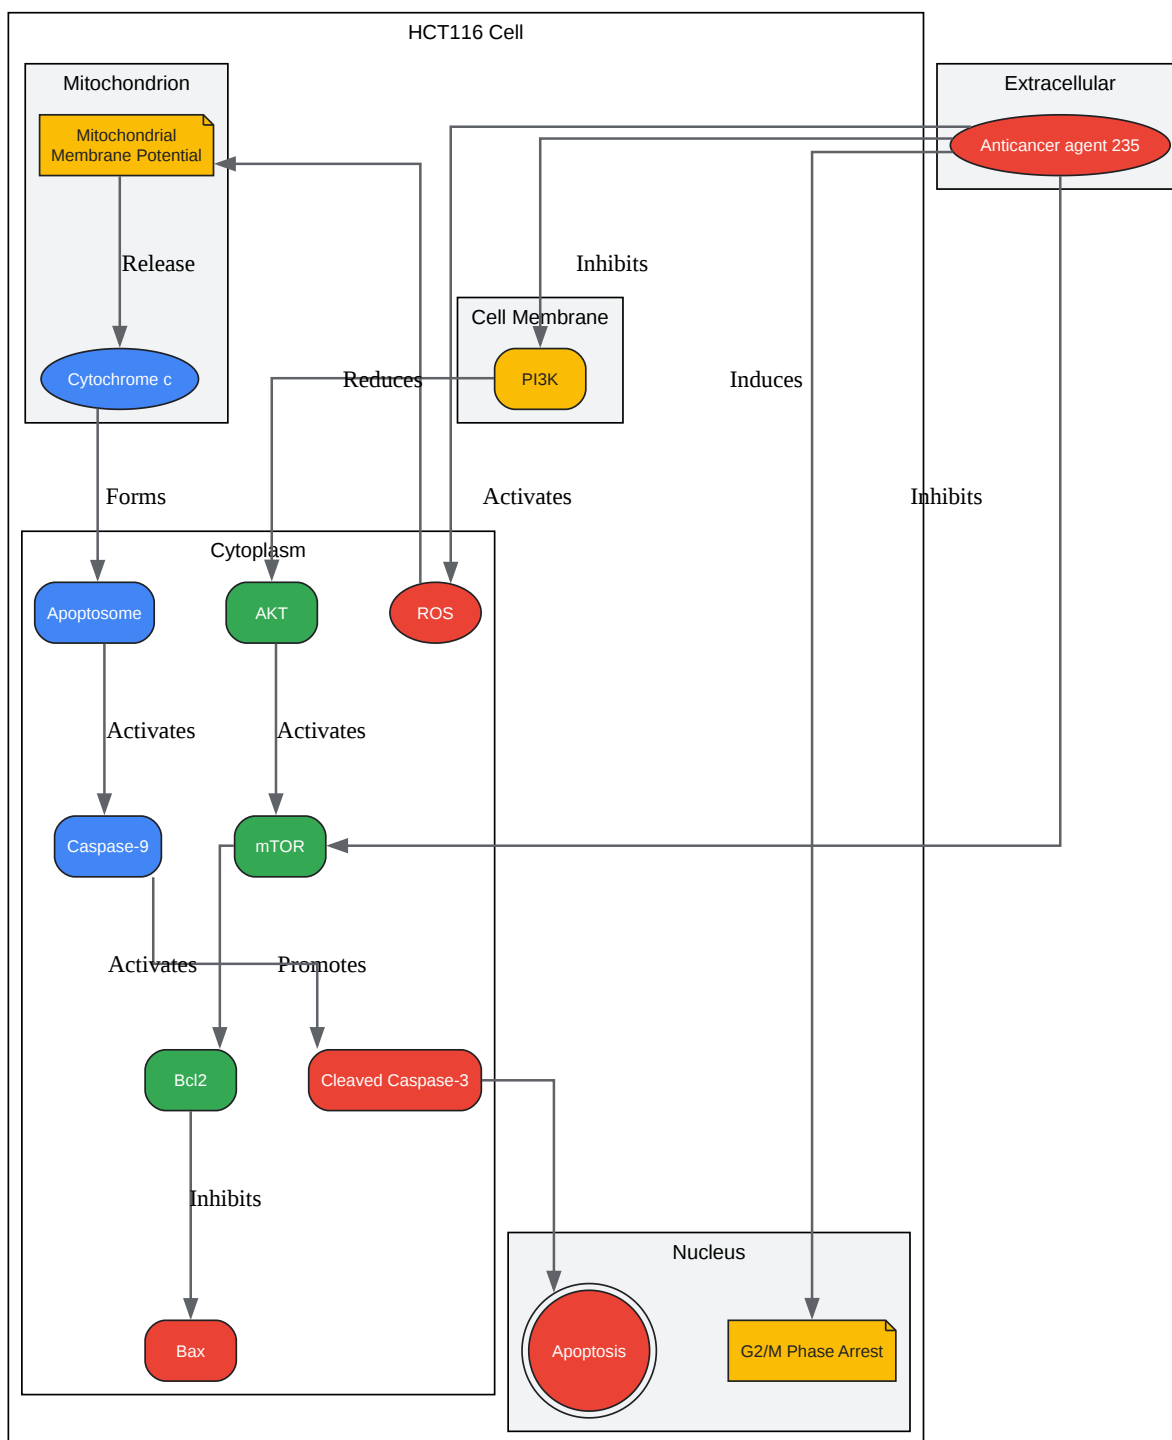 HCT116 Cell
Mitochondrion
Extracellular
Mitochondrial
Membrane Potential
Anticancer agent 235
Release
Inhibits
Cell Membrane
Cytochrome c
Reduces
PI3K
Induces
Forms
Activates
Inhibits
Cytoplasm
Apoptosome
AKT
ROS
Activates
Activates
Caspase-9
mTOR
Activates
Promotes
Bcl2
Cleaved Caspase-3
Inhibits
Nucleus
Bax
Apoptosis
G2/M Phase Arrest